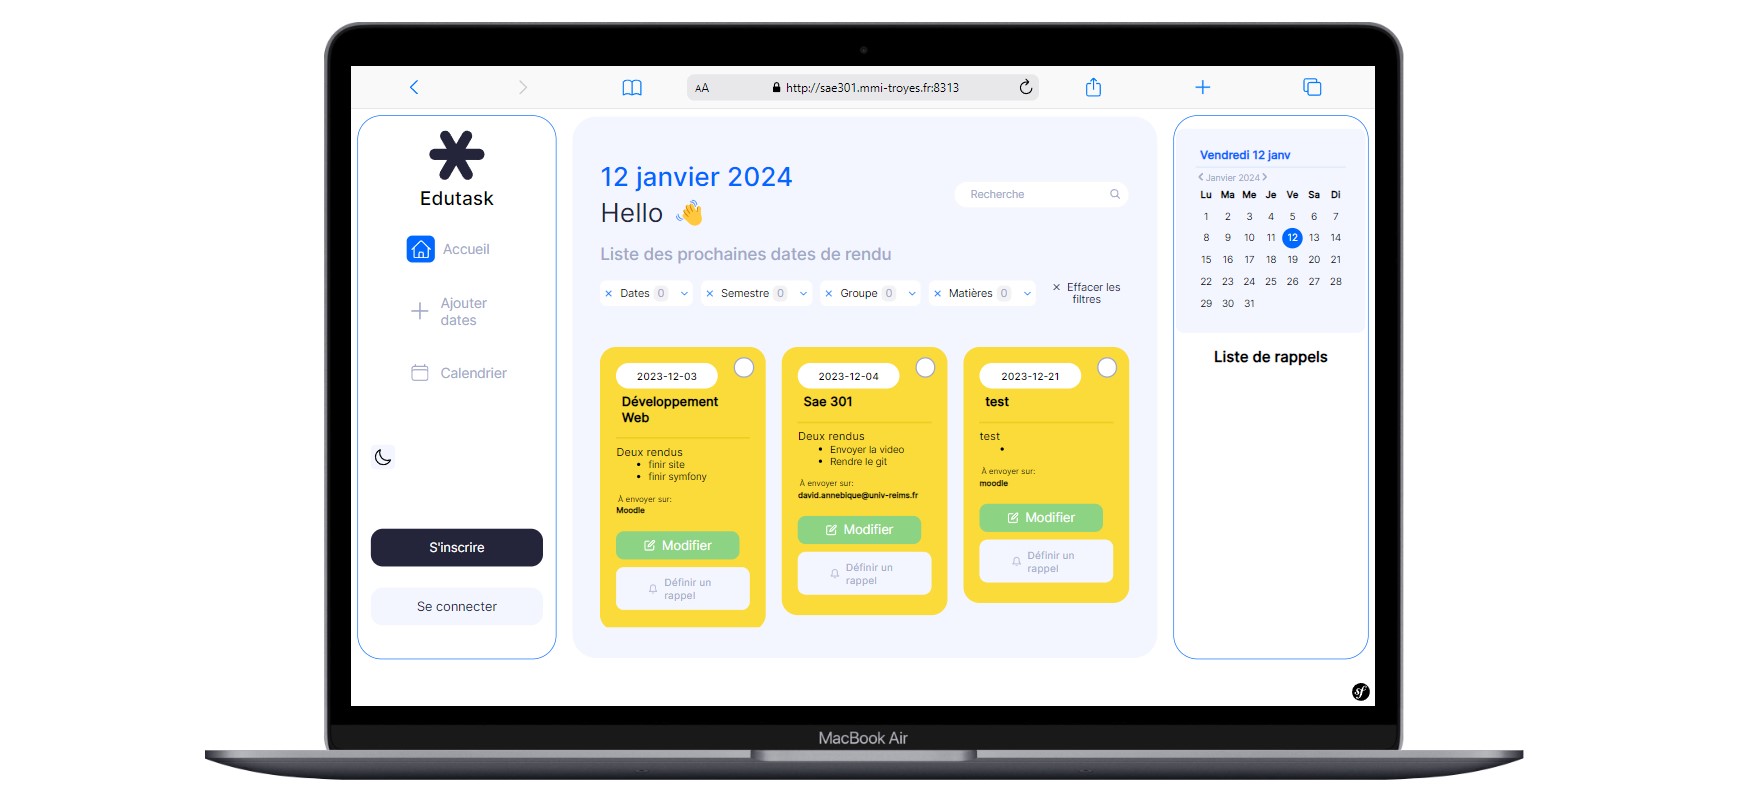 AA
http://sae301.mmi-troyes.fr:8313
Edutask
Accueil
Ajouter
dates
Calendrier
S'inscrire
Se connecter
12 janvier 2024
Hello 👋
Recherche
Liste des prochaines dates de rendu
Dates 0
Semestre 0
Groupe 0
Matières 0
Effacer les
filtres
2023-12-03
Développement
Web
Deux rendus
• finir site
• finir symfony
À envoyer sur:
Moodle
Modifier
Définir un
rappel
2023-12-04
Sae 301
Deux rendus
• Envoyer la video
• Rendre le git
À envoyer sur:
david.annebique@univ-reims.fr
Modifier
Définir un
rappel
2023-12-21
test
test
•
À envoyer sur:
moodle
Modifier
Définir un
rappel
Vendredi 12 janv
Janvier 2024
Lu Ma Me Je Ve Sa Di
1 2 3 4 5 6 7
8 9 10 11 12 13 14
15 16 17 18 19 20 21
22 23 24 25 26 27 28
29 30 31
Liste de rappels
sf
MacBook Air